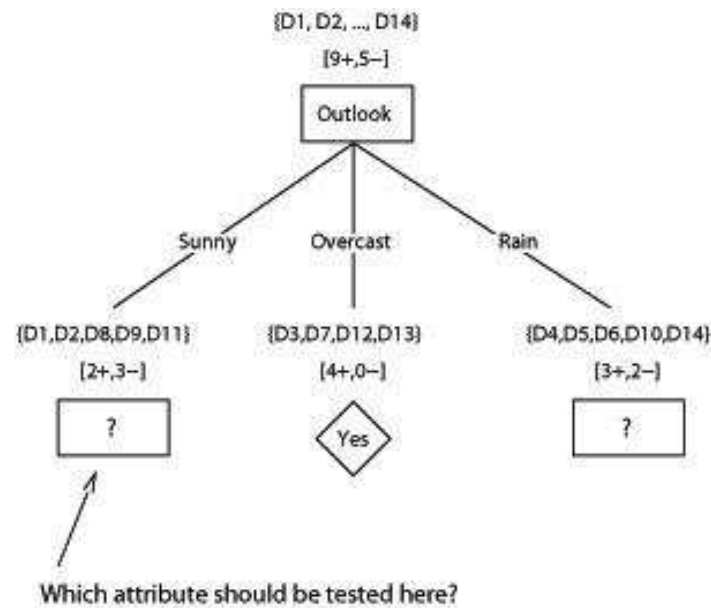 {D1, D2, ..., D14}
[9+,5−]
Outlook
Sunny
Overcast
Rain
{D1,D2,D8,D9,D11}
{D3,D7,D12,D13}
{D4,D5,D6,D10,D14}
[2+,3−]
[4+,0−]
[3+,2−]
?
Yes
?
Which attribute should be tested here?